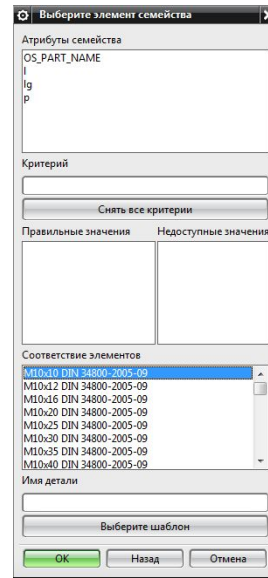 Выберите элемент семейства
Атрибуты семейства
OS_PART_NAME
l
lg
p
Критерий
Снять все критерии
Правильные значения
Недоступные значения
Соответствие элементов
M10x10 DIN 34800-2005-09
M10x12 DIN 34800-2005-09
M10x16 DIN 34800-2005-09
M10x20 DIN 34800-2005-09
M10x25 DIN 34800-2005-09
M10x30 DIN 34800-2005-09
M10x35 DIN 34800-2005-09
M10x40 DIN 34800-2005-09
Имя детали
Выберите шаблон
OK
Назад
Отмена